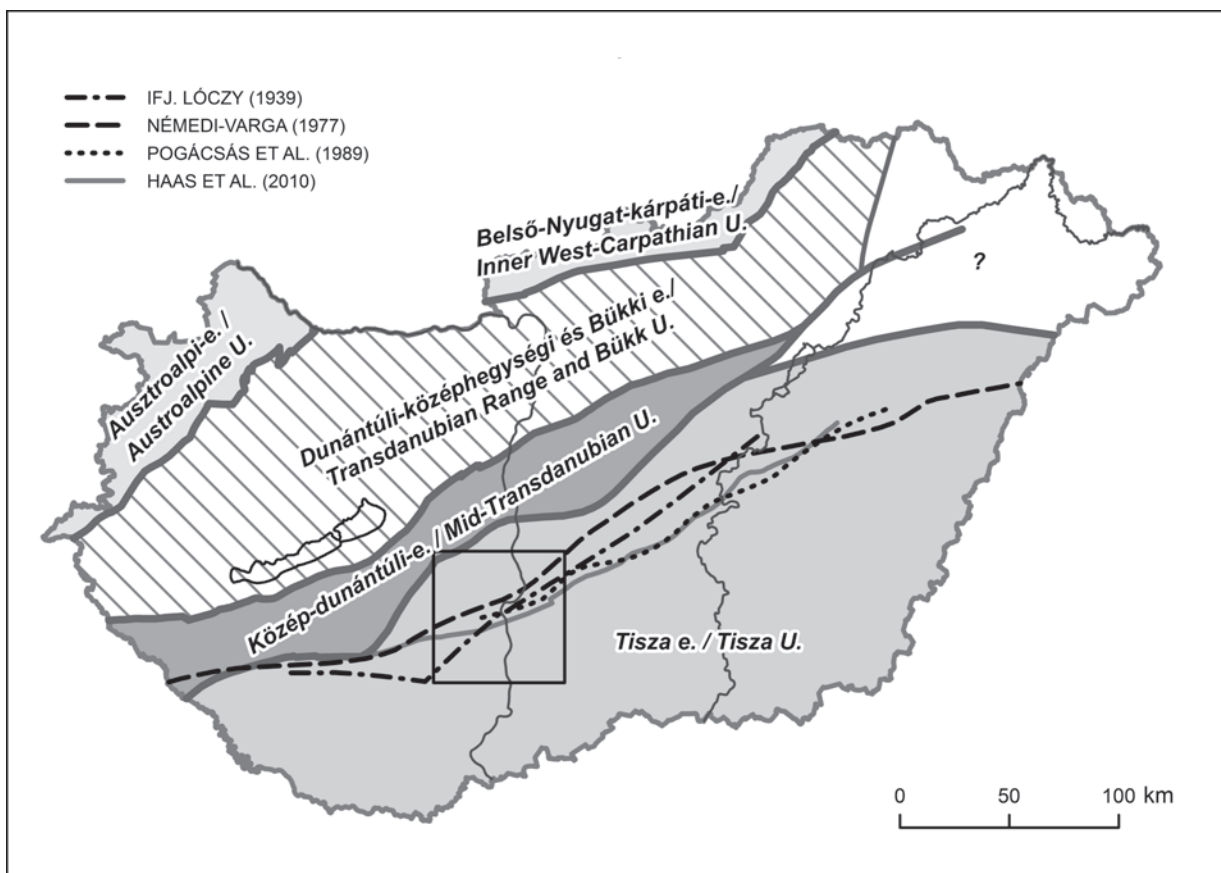 IFJ. LÓCZY (1939)
NÉMEDI-VARGA (1977)
POGÁCSÁS ET AL. (1989)
HAAS ET AL. (2010)
Belső-Nyugat-kárpáti-e./
Inner West-Carpathian U.
?
Ausztroalpi-e. /
Austroalpine U.
Dunántúli-középhegységi és Bükki e./
Transdanubian Range and Bükk U.
Közép-dunántúli-e. / Mid-Transdanubian U.
Tisza e. / Tisza U.
0 50 100 km